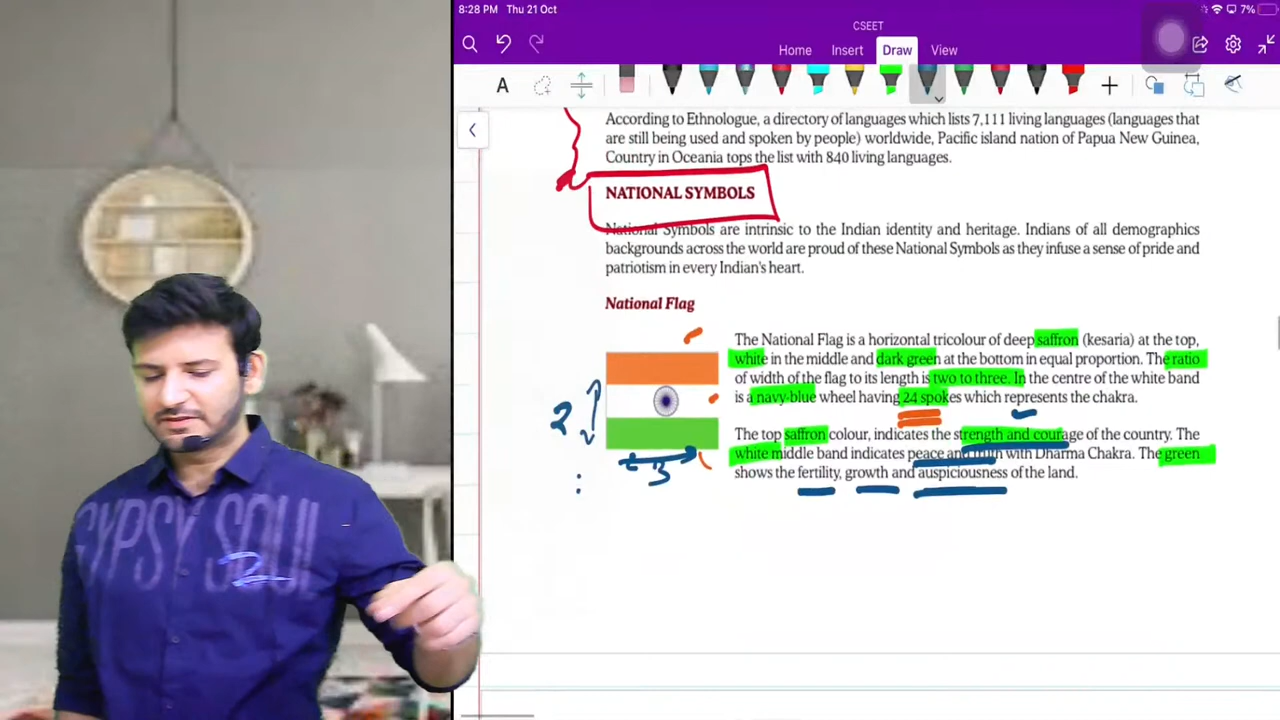 8:28 PM Thu 21 Oct
7%
CSEET
Home Insert Draw View
A
According to Ethnologue, a directory of languages which lists 7,111 living languages (languages that
are still being used and spoken by people) worldwide, Pacific island nation of Papua New Guinea,
Country in Oceania tops the list with 840 living languages.
NATIONAL SYMBOLS
National Symbols are intrinsic to the Indian identity and heritage. Indians of all demographics
backgrounds across the world are proud of these National Symbols as they infuse a sense of pride and
patriotism in every Indian's heart.
National Flag
The National Flag is a horizontal tricolour of deep saffron (kesaria) at the top,
white in the middle and dark green at the bottom in equal proportion. The ratio
of width of the flag to its length is two to three. In the centre of the white band
is a navy-blue wheel having 24 spokes which represents the chakra.
The top saffron colour, indicates the strength and courage of the country. The
white middle band indicates peace and truth with Dharma Chakra. The green
shows the fertility, growth and auspiciousness of the land.
2
:
3
GYPSY SOUL